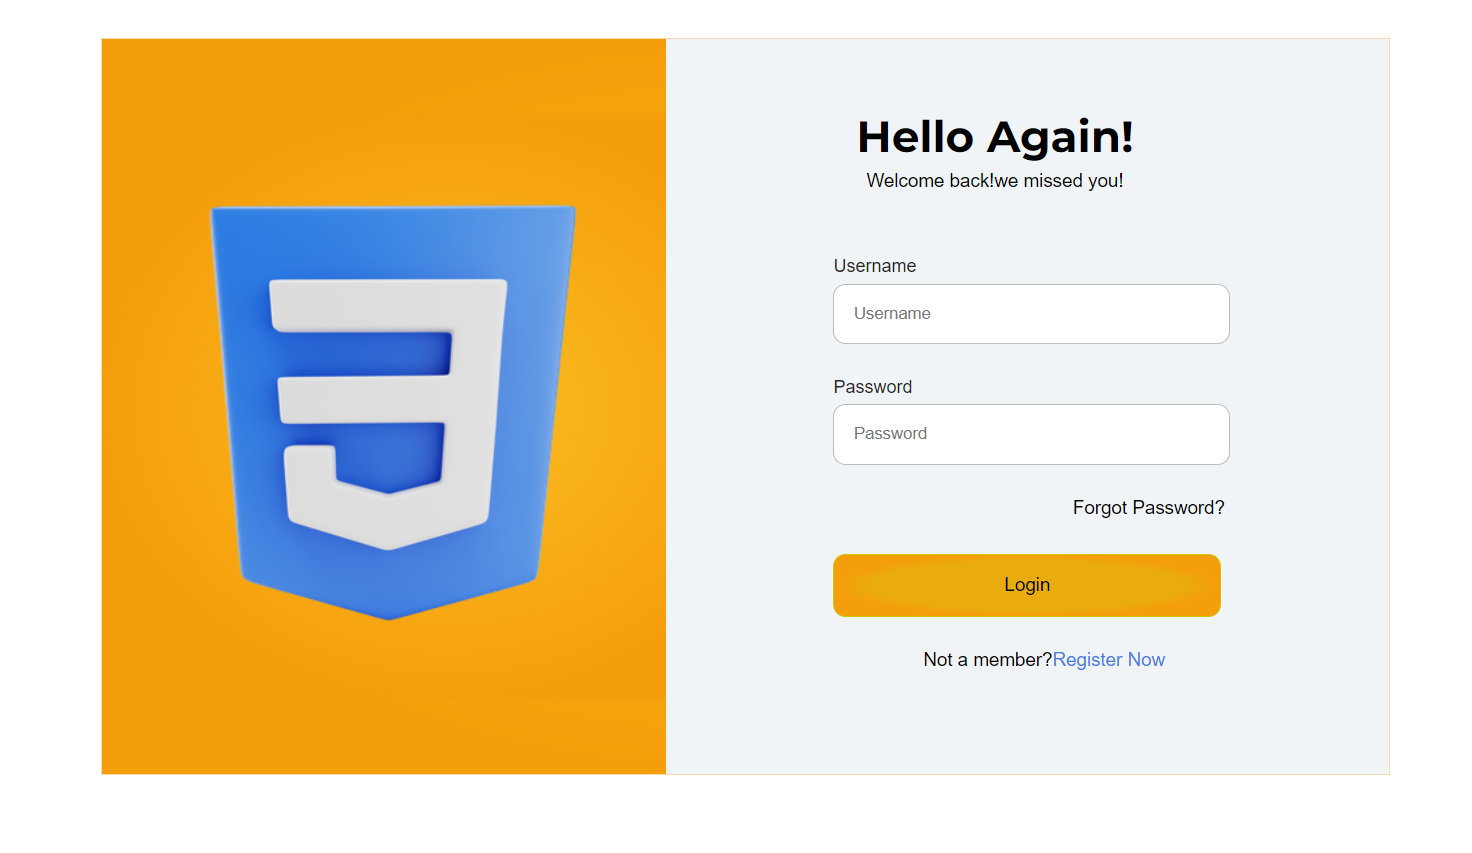 Hello Again!
Welcome back!we missed you!
Username
Username
Password
Password
Forgot Password?
Login
Not a member?Register Now